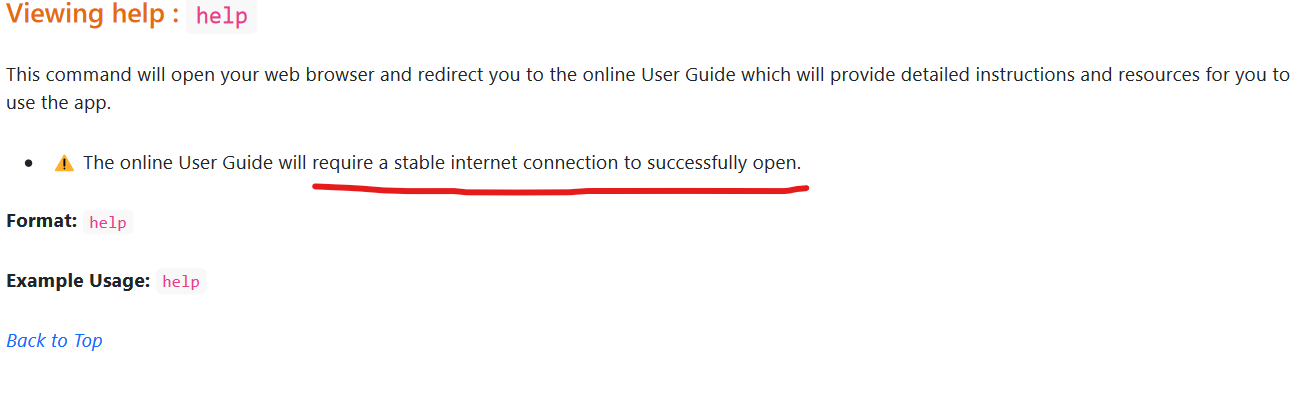 Viewing help : help
This command will open your web browser and redirect you to the online User Guide which will provide detailed instructions and resources for you to
use the app.
• ⚠ The online User Guide will require a stable internet connection to successfully open.
Format: help
Example Usage: help
Back to Top